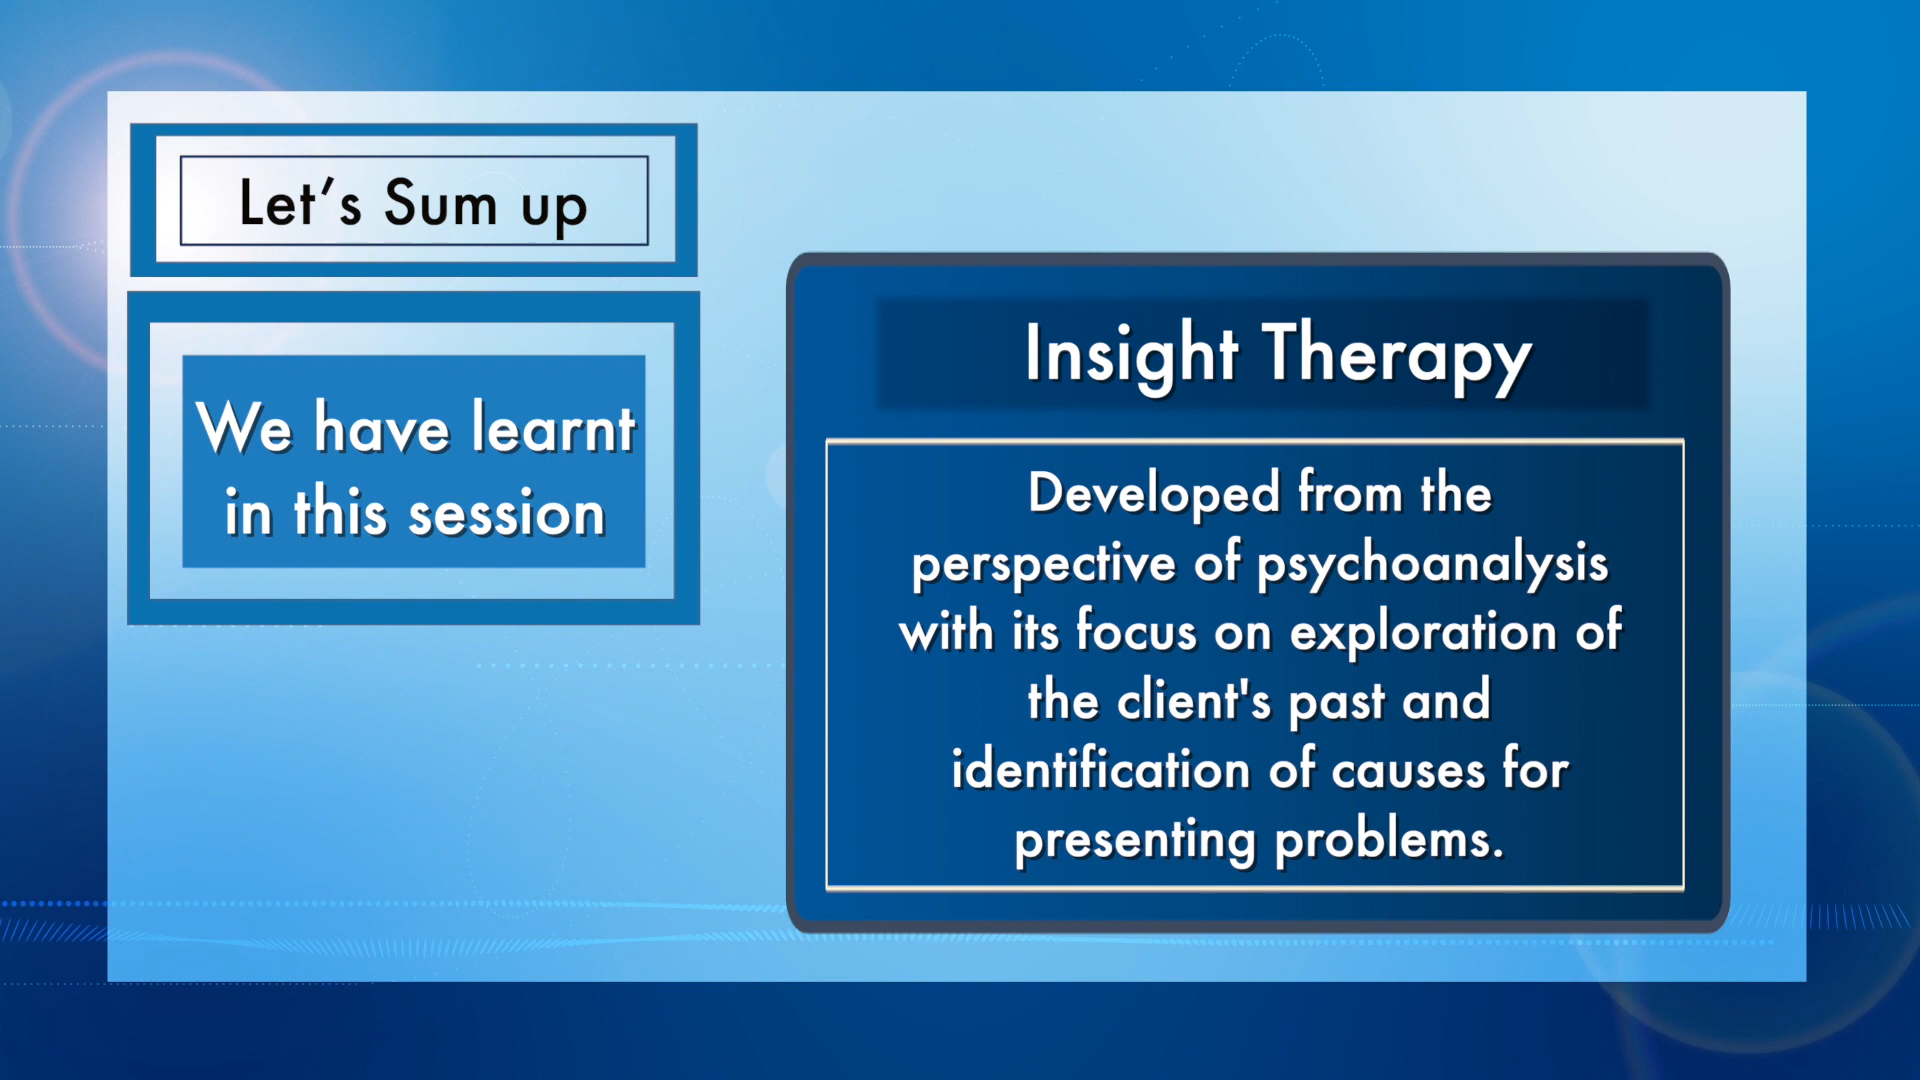 Let’s Sum up
We have learnt
in this session
Insight Therapy
Developed from the
perspective of psychoanalysis
with its focus on exploration of
the client's past and
identification of causes for
presenting problems.